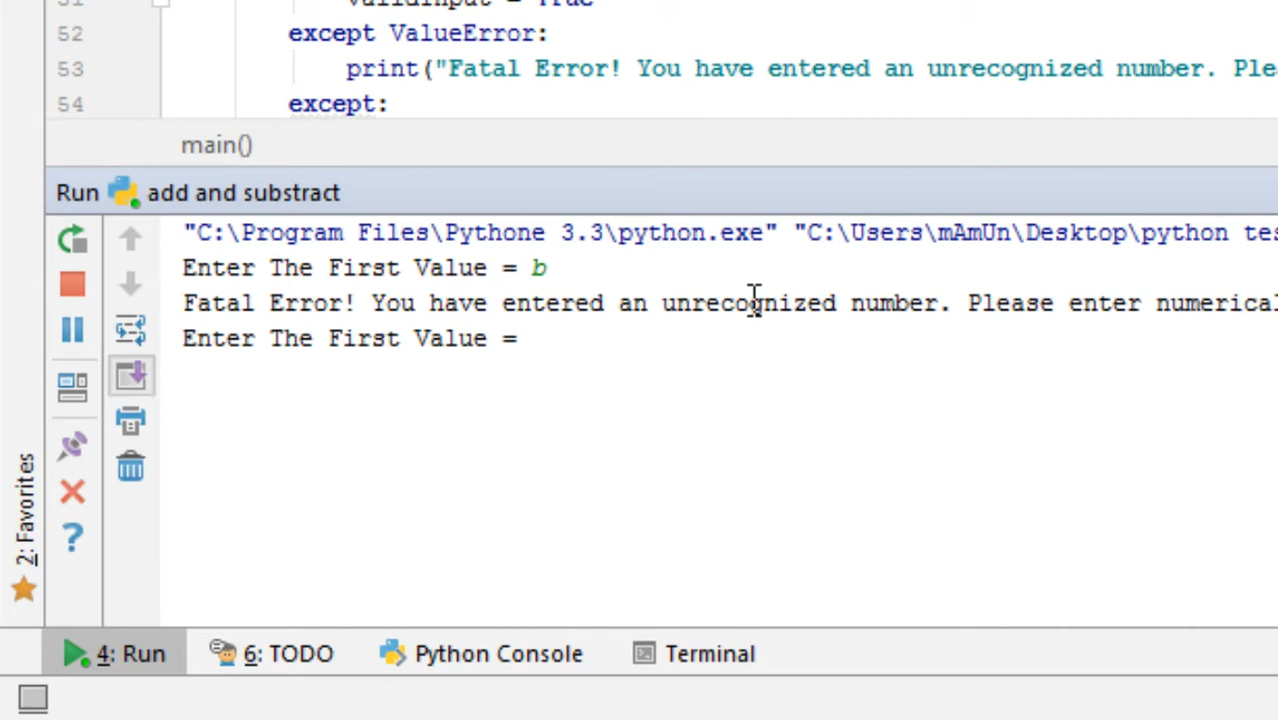 51 validInput = True
52 except ValueError:
53 print("Fatal Error! You have entered an unrecognized number. Ple
54 except:
main()
Run add and substract
"C:\Program Files\Pythone 3.3\python.exe" "C:\Users\mAmUn\Desktop\python tes
Enter The First Value = b
Fatal Error! You have entered an unrecognized number. Please enter numerical
Enter The First Value =
2: Favorites
4: Run 6: TODO Python Console Terminal